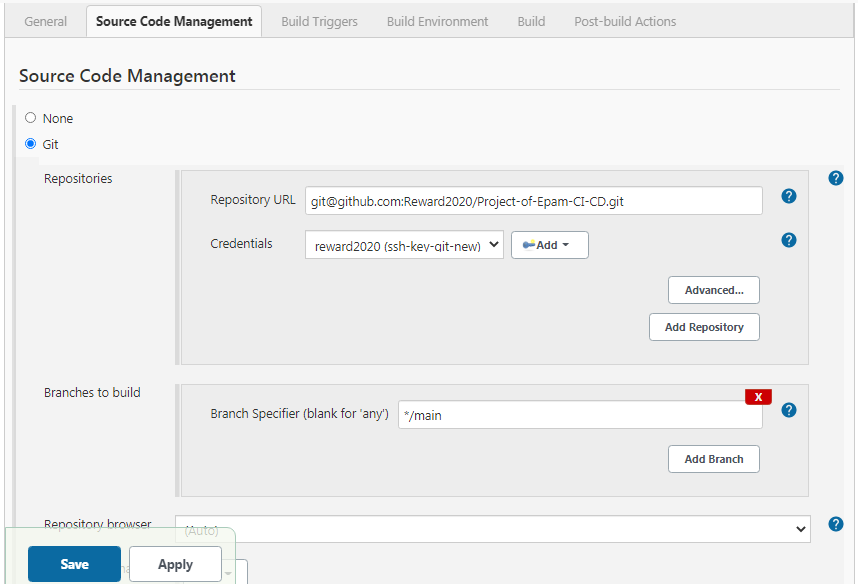 General Source Code Management Build Triggers Build Environment Build Post-build Actions
Source Code Management
None
Git
Repositories
?
Repository URL git@github.com:Reward2020/Project-of-Epam-CI-CD.git ?
Credentials reward2020 (ssh-key-git-new) Add ?
Advanced...
Add Repository
Branches to build
X
Branch Specifier (blank for 'any') */main ?
Add Branch
Repository browser (Auto) ?
Save Apply